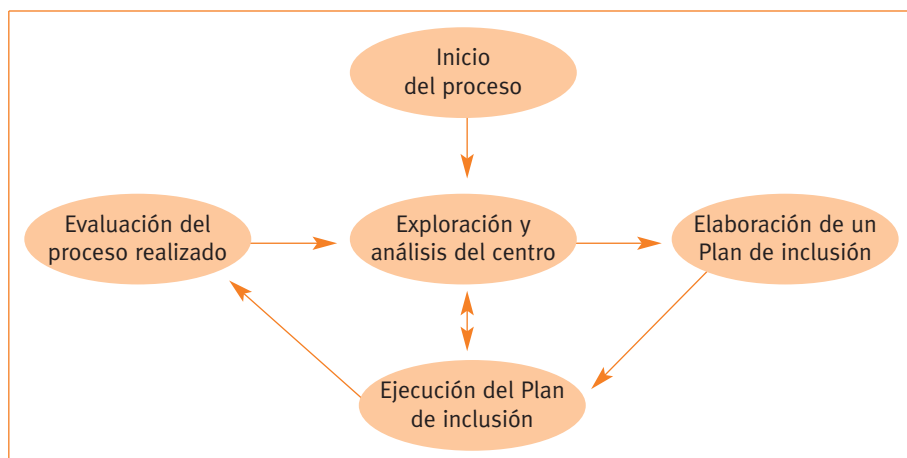 Inicio
del proceso
Evaluación del
proceso realizado
Exploración y
análisis del centro
Elaboración de un
Plan de inclusión
Ejecución del Plan
de inclusión